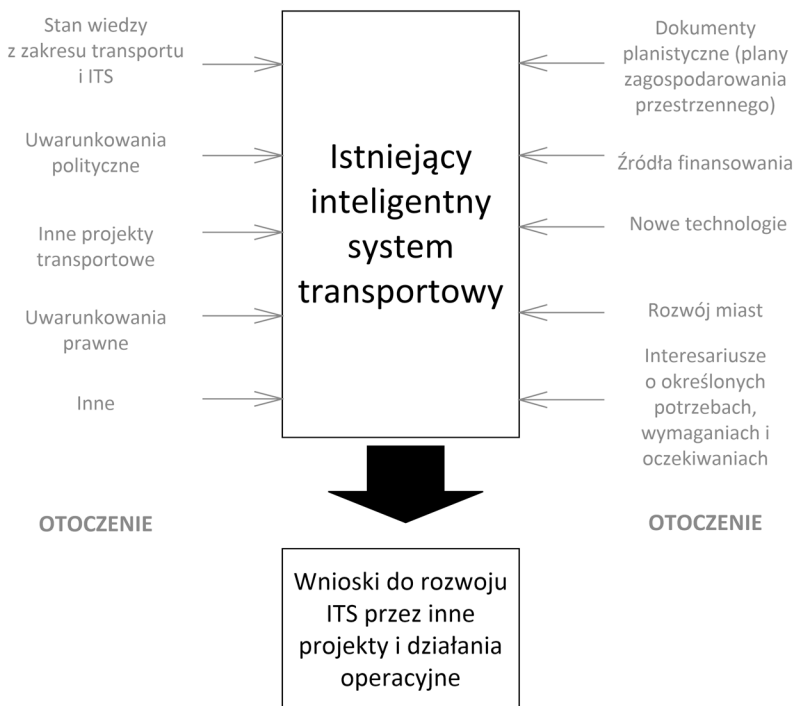 Stan wiedzy
z zakresu transportu
i ITS
Uwarunkowania
polityczne
Inne projekty
transportowe
Uwarunkowania
prawne
Inne
OTOCZENIE
Istniejący
inteligentny
system
transportowy
Dokumenty
planistyczne (plany
zagospodarowania
przestrzennego)
Źródła finansowania
Nowe technologie
Rozwój miast
Interesariusze
o określonych
potrzebach,
wymaganiach i
oczekiwaniach
OTOCZENIE
Wnioski do rozwoju
ITS przez inne
projekty i działania
operacyjne